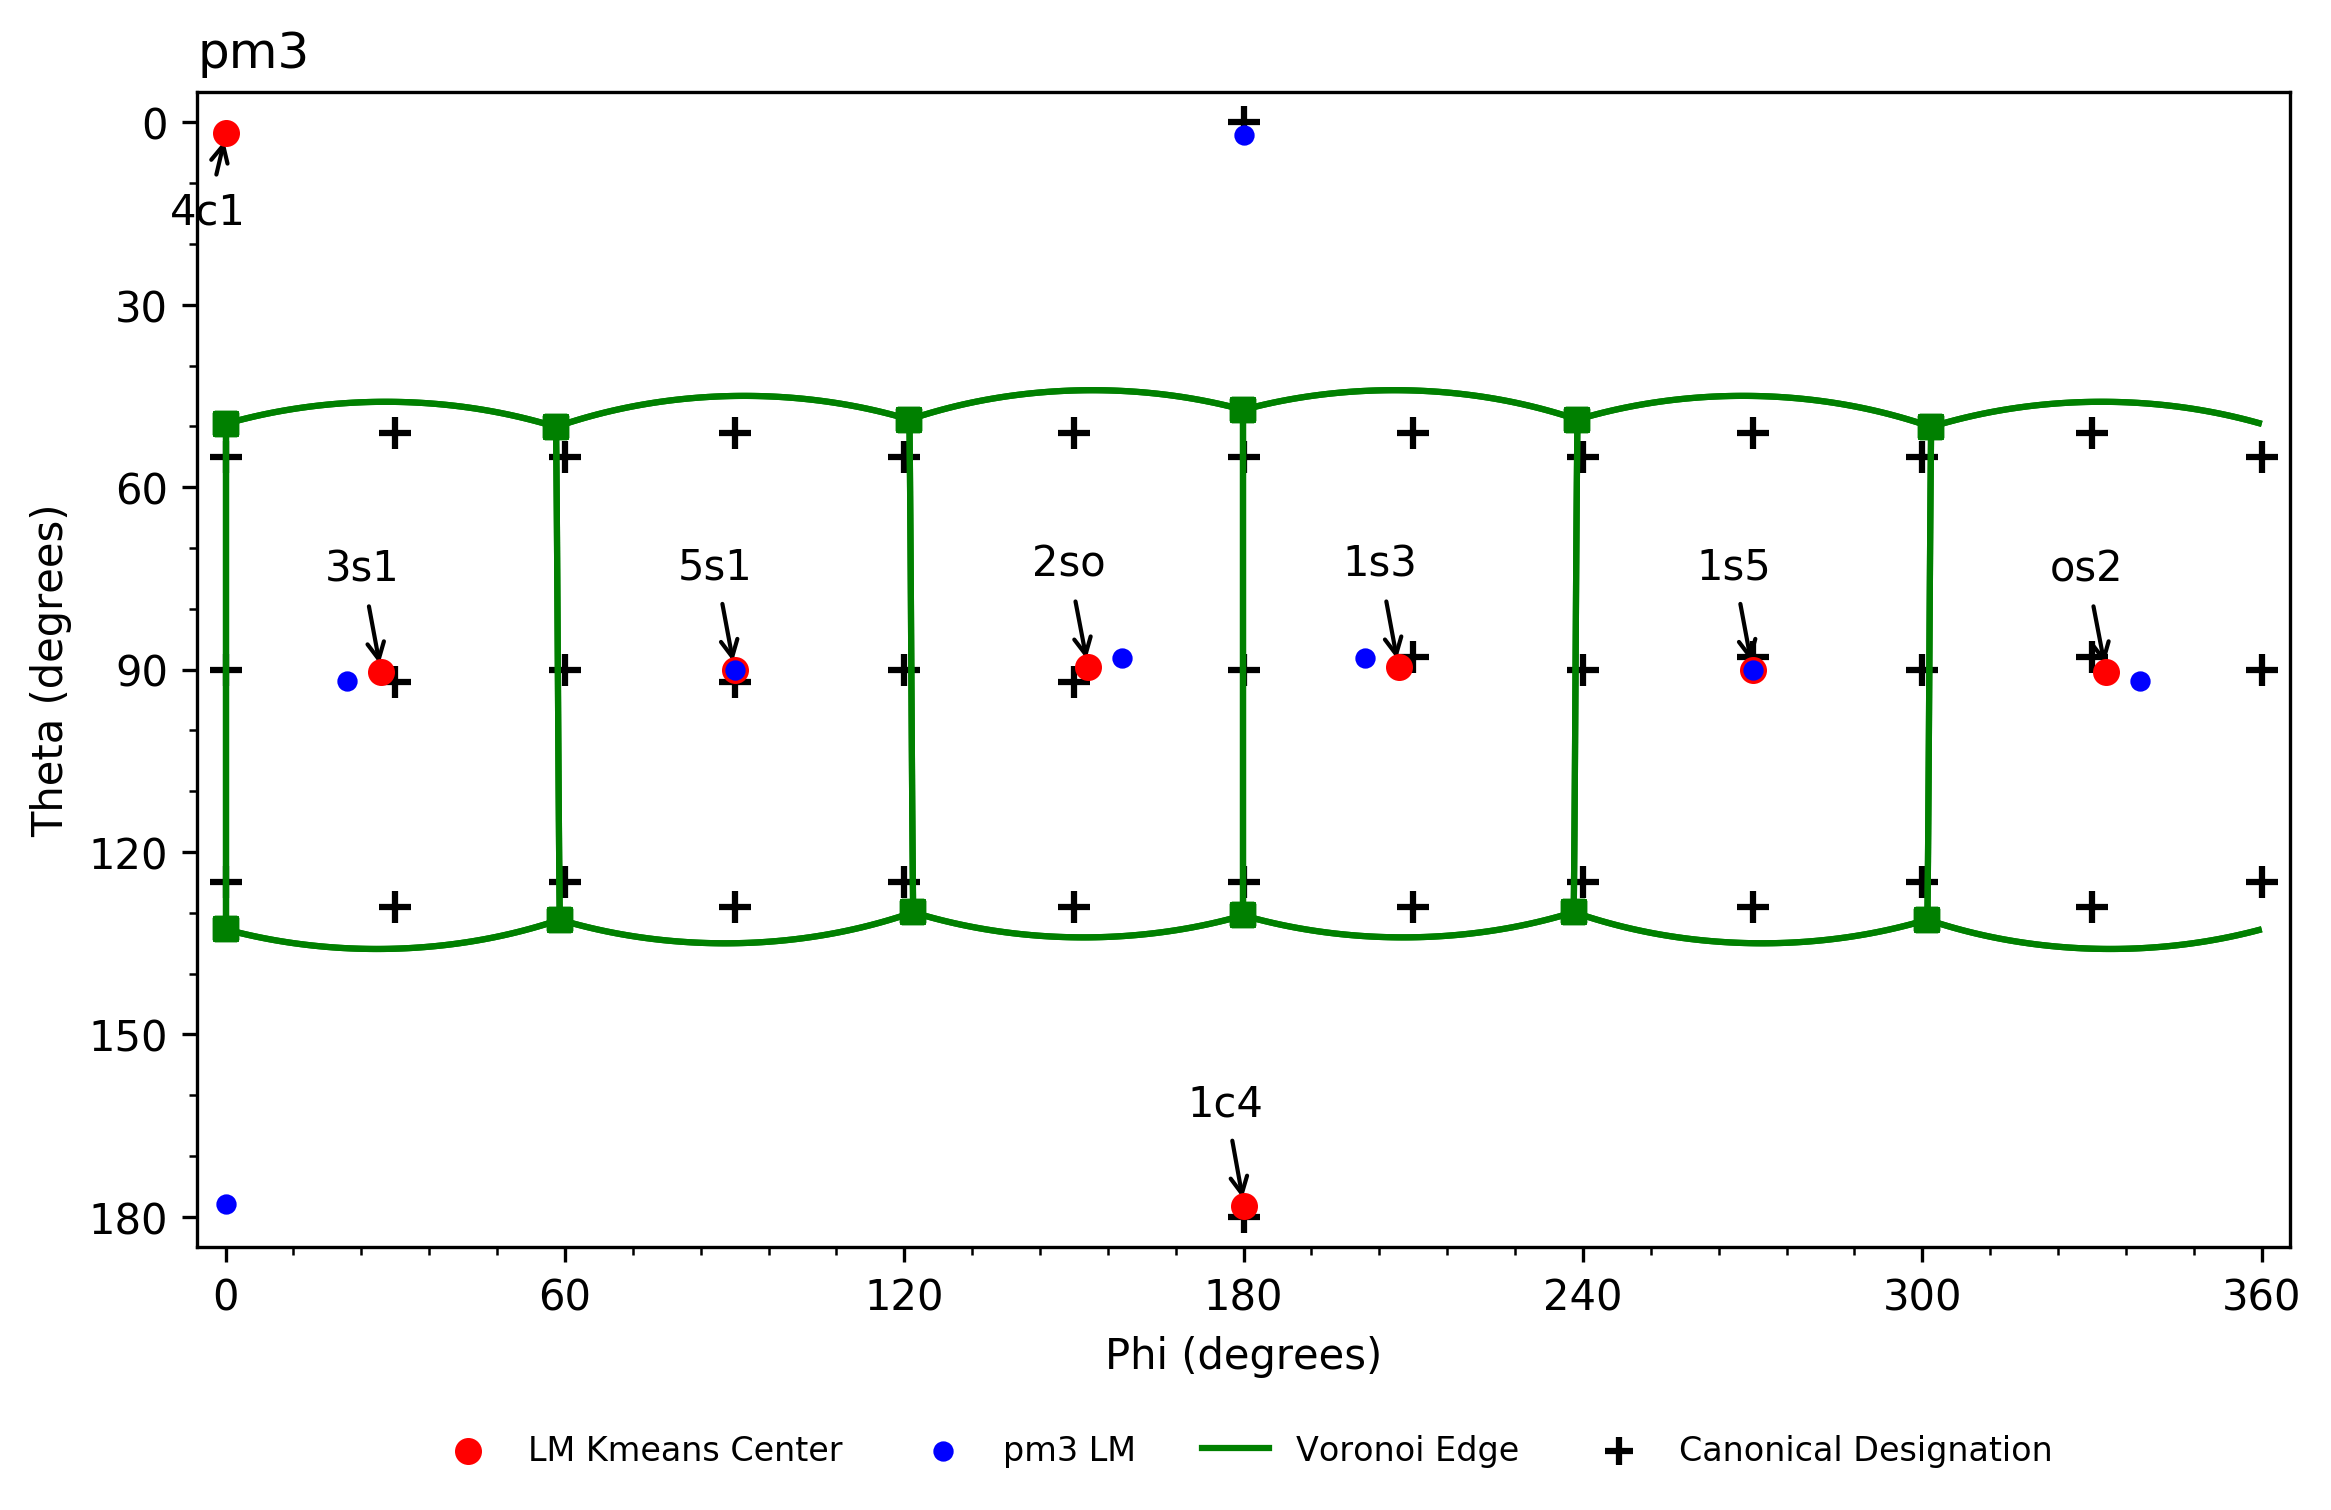 pm3
0
4c1
30
60
3s1
5s1
2so
1s3
1s5
os2
90
Theta (degrees)
120
150
1c4
180
0
60
120
180
240
300
360
Phi (degrees)
LM Kmeans Center
pm3 LM
Voronoi Edge
Canonical Designation